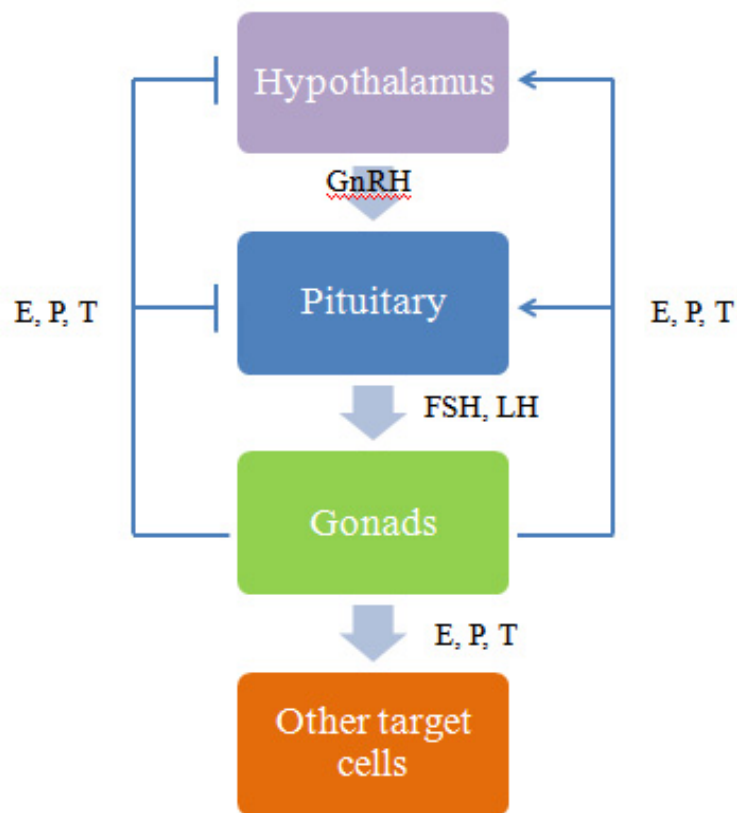 Hypothalamus
GnRH
Pituitary
E, P, T
E, P, T
FSH, LH
Gonads
E, P, T
Other target
cells